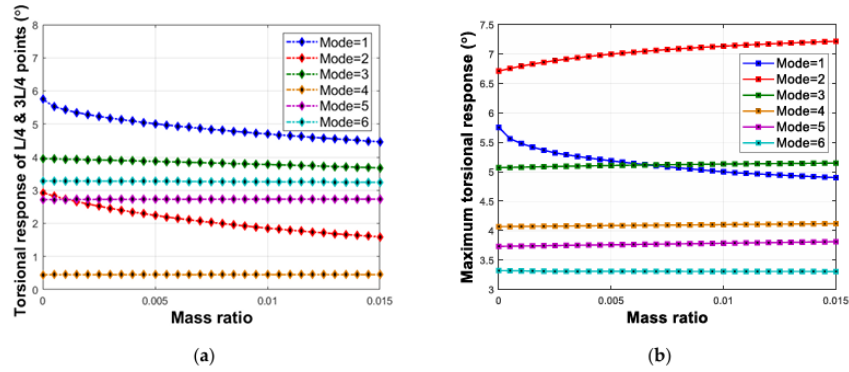 Torsional response of L/4 & 3L/4 points (°)
8
7
6
5
4
3
2
1
0
0
0.005
0.01
0.015
Mass ratio
Mode=1
Mode=2
Mode=3
Mode=4
Mode=5
Mode=6
(a)
Maximum torsional response (°)
7.5
7
6.5
6
5.5
5
4.5
4
3.5
3
0
0.005
0.01
0.015
Mass ratio
Mode=1
Mode=2
Mode=3
Mode=4
Mode=5
Mode=6
(b)